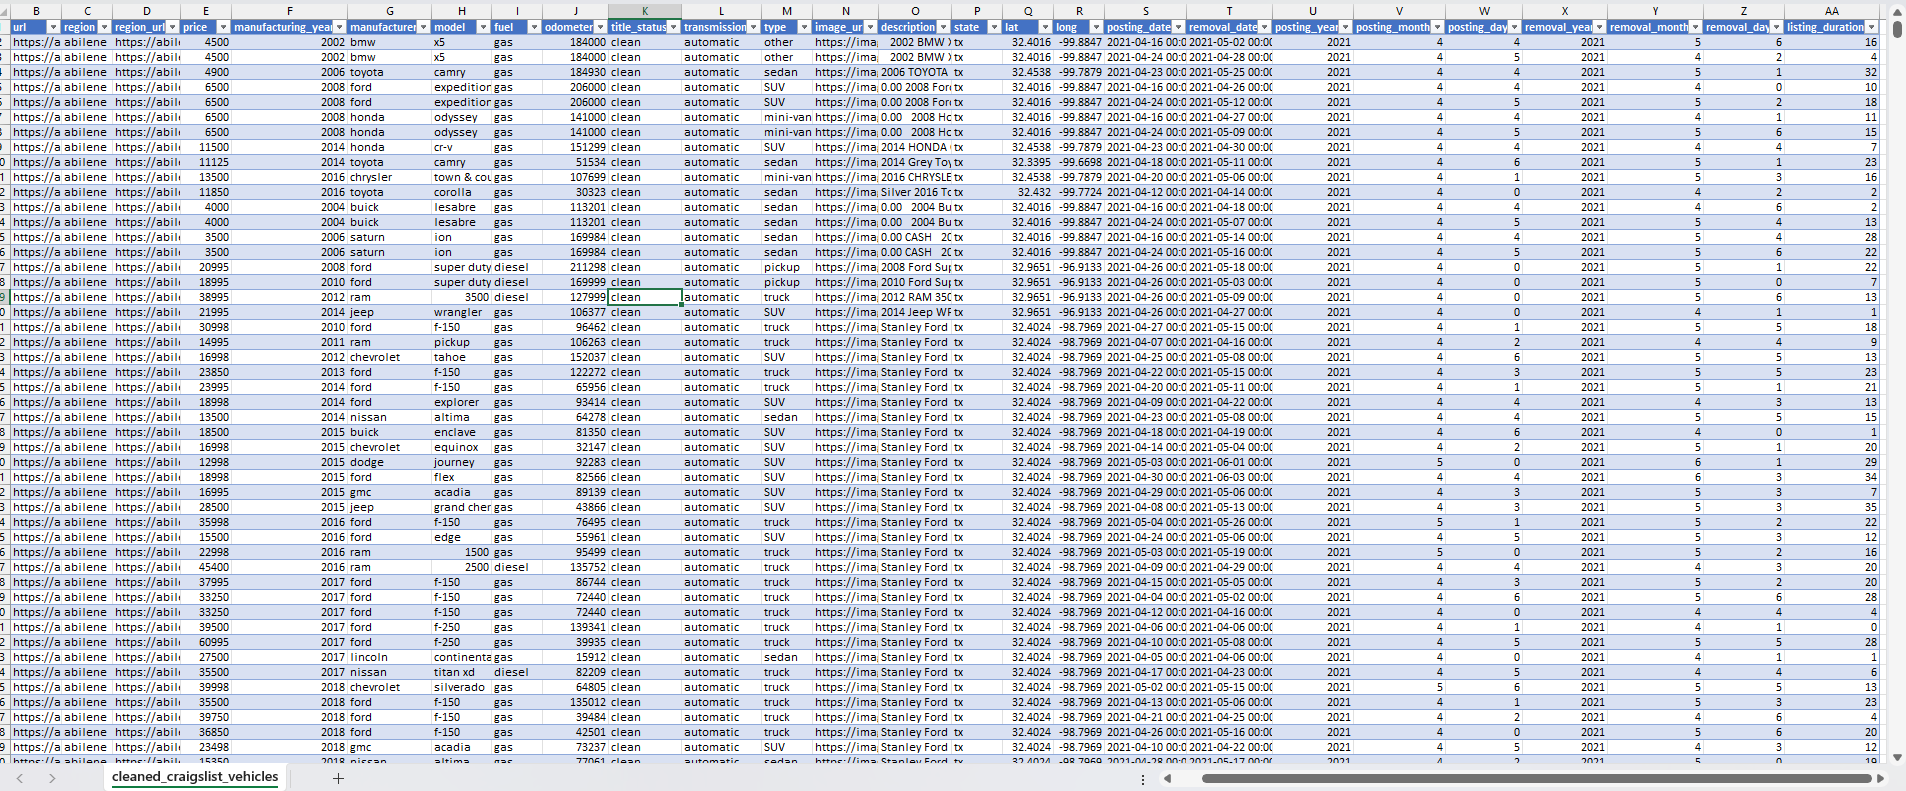 B C D E F G H I J K L M N O P Q R S T U V W X Y Z AA
url region region_url price manufacturing_year manufacturer model fuel odometer title_status transmission type image_ur description state lat long posting_date removal_date posting_year posting_month posting_day removal_year removal_month removal_day listing_duration
https://a abilene https://abil 4500 2002 bmw x5 gas 184000 clean automatic other https://ima 2002 BMW tx 32.4016 -99.8847 2021-04-16 00:0 2021-05-02 00:00 2021 4 4 2021 5 6 16
https://a abilene https://abil 4500 2002 bmw x5 gas 184000 clean automatic other https://ima 2002 BMW tx 32.4016 -99.8847 2021-04-24 00:0 2021-04-28 00:00 2021 4 5 2021 4 2 4
https://a abilene https://abil 4900 2006 toyota camry gas 184930 clean automatic sedan https://ima 2006 TOYOTA tx 32.4538 -99.7879 2021-04-23 00:0 2021-05-25 00:00 2021 4 4 2021 5 1 32
https://a abilene https://abil 6500 2008 ford expedition gas 206000 clean automatic SUV https://ima 0.00 2008 Ford tx 32.4016 -99.8847 2021-04-16 00:0 2021-04-26 00:00 2021 4 4 2021 4 0 10
https://a abilene https://abil 6500 2008 ford expedition gas 206000 clean automatic SUV https://ima 0.00 2008 Ford tx 32.4016 -99.8847 2021-04-24 00:0 2021-05-12 00:00 2021 4 5 2021 5 2 18
https://a abilene https://abil 6500 2008 honda odyssey gas 141000 clean automatic mini-van https://ima 0.00 2008 Ho tx 32.4016 -99.8847 2021-04-16 00:0 2021-04-27 00:00 2021 4 4 2021 4 1 11
https://a abilene https://abil 6500 2008 honda odyssey gas 141000 clean automatic mini-van https://ima 0.00 2008 Ho tx 32.4016 -99.8847 2021-04-24 00:0 2021-05-09 00:00 2021 4 5 2021 5 6 15
https://a abilene https://abil 11500 2014 honda cr-v gas 151299 clean automatic SUV https://ima 2014 HONDA tx 32.4538 -99.7879 2021-04-23 00:0 2021-04-30 00:00 2021 4 4 2021 4 4 7
https://a abilene https://abil 11125 2014 toyota camry gas 51534 clean automatic sedan https://ima 2014 Grey Toy tx 32.3395 -99.6698 2021-04-18 00:0 2021-05-11 00:00 2021 4 6 2021 5 1 23
https://a abilene https://abil 13500 2016 chrysler town & cou gas 107699 clean automatic mini-van https://ima 2016 CHRYSLE tx 32.4538 -99.7879 2021-04-20 00:0 2021-05-06 00:00 2021 4 1 2021 5 3 16
https://a abilene https://abil 11850 2016 toyota corolla gas 30323 clean automatic sedan https://ima Silver 2016 To tx 32.432 -99.7724 2021-04-12 00:0 2021-04-14 00:00 2021 4 0 2021 4 2 2
https://a abilene https://abil 4000 2004 buick lesabre gas 113201 clean automatic sedan https://ima 0.00 2004 Bu tx 32.4016 -99.8847 2021-04-16 00:0 2021-04-18 00:00 2021 4 4 2021 4 6 2
https://a abilene https://abil 4000 2004 buick lesabre gas 113201 clean automatic sedan https://ima 0.00 2004 Bu tx 32.4016 -99.8847 2021-04-24 00:0 2021-05-07 00:00 2021 4 5 2021 5 4 13
https://a abilene https://abil 3500 2006 saturn ion gas 169984 clean automatic sedan https://ima 0.00 CASH 20 tx 32.4016 -99.8847 2021-04-16 00:0 2021-05-14 00:00 2021 4 4 2021 5 4 28
https://a abilene https://abil 3500 2006 saturn ion gas 169984 clean automatic sedan https://ima 0.00 CASH 20 tx 32.4016 -99.8847 2021-04-24 00:0 2021-05-16 00:00 2021 4 5 2021 5 6 22
https://a abilene https://abil 20995 2008 ford super duty diesel 211298 clean automatic pickup https://ima 2008 Ford Sup tx 32.9651 -96.9133 2021-04-26 00:0 2021-05-18 00:00 2021 4 0 2021 5 1 22
https://a abilene https://abil 18995 2010 ford super duty diesel 169999 clean automatic pickup https://ima 2010 Ford Sup tx 32.9651 -96.9133 2021-04-26 00:0 2021-05-03 00:00 2021 4 0 2021 5 0 7
https://a abilene https://abil 38995 2012 ram 3500 diesel 127999 clean automatic truck https://ima 2012 RAM 350 tx 32.9651 -96.9133 2021-04-26 00:0 2021-05-09 00:00 2021 4 0 2021 5 6 13
https://a abilene https://abil 21995 2014 jeep wrangler gas 106377 clean automatic SUV https://ima 2014 Jeep WR tx 32.9651 -96.9133 2021-04-26 00:0 2021-04-27 00:00 2021 4 0 2021 4 1 1
https://a abilene https://abil 30998 2010 ford f-150 gas 96462 clean automatic truck https://ima Stanley Ford tx 32.4024 -98.7969 2021-04-27 00:0 2021-05-15 00:00 2021 4 1 2021 5 5 18
https://a abilene https://abil 14995 2011 ram pickup gas 106263 clean automatic truck https://ima Stanley Ford tx 32.4024 -98.7969 2021-04-07 00:0 2021-04-16 00:00 2021 4 2 2021 4 4 9
https://a abilene https://abil 16998 2012 chevrolet tahoe gas 152037 clean automatic SUV https://ima Stanley Ford tx 32.4024 -98.7969 2021-04-25 00:0 2021-05-08 00:00 2021 4 6 2021 5 5 13
https://a abilene https://abil 23850 2013 ford f-150 gas 122272 clean automatic truck https://ima Stanley Ford tx 32.4024 -98.7969 2021-04-22 00:0 2021-05-15 00:00 2021 4 3 2021 5 5 23
https://a abilene https://abil 23995 2014 ford f-150 gas 65956 clean automatic truck https://ima Stanley Ford tx 32.4024 -98.7969 2021-04-20 00:0 2021-05-11 00:00 2021 4 1 2021 5 1 21
https://a abilene https://abil 18998 2014 ford explorer gas 93414 clean automatic SUV https://ima Stanley Ford tx 32.4024 -98.7969 2021-04-09 00:0 2021-04-22 00:00 2021 4 4 2021 4 3 13
https://a abilene https://abil 13500 2014 nissan altima gas 64278 clean automatic sedan https://ima Stanley Ford tx 32.4024 -98.7969 2021-04-23 00:0 2021-05-08 00:00 2021 4 4 2021 5 5 15
https://a abilene https://abil 18500 2015 buick enclave gas 81350 clean automatic SUV https://ima Stanley Ford tx 32.4024 -98.7969 2021-04-18 00:0 2021-04-19 00:00 2021 4 6 2021 4 0 1
https://a abilene https://abil 16998 2015 chevrolet equinox gas 32147 clean automatic SUV https://ima Stanley Ford tx 32.4024 -98.7969 2021-04-14 00:0 2021-05-04 00:00 2021 4 2 2021 5 1 20
https://a abilene https://abil 12998 2015 dodge journey gas 92283 clean automatic SUV https://ima Stanley Ford tx 32.4024 -98.7969 2021-05-03 00:0 2021-06-01 00:00 2021 5 0 2021 6 1 29
https://a abilene https://abil 18998 2015 ford flex gas 82566 clean automatic SUV https://ima Stanley Ford tx 32.4024 -98.7969 2021-04-30 00:0 2021-06-03 00:00 2021 4 4 2021 6 3 34
https://a abilene https://abil 16995 2015 gmc acadia gas 89139 clean automatic SUV https://ima Stanley Ford tx 32.4024 -98.7969 2021-04-29 00:0 2021-05-06 00:00 2021 4 3 2021 5 3 7
https://a abilene https://abil 28500 2015 jeep grand cher gas 43866 clean automatic SUV https://ima Stanley Ford tx 32.4024 -98.7969 2021-04-08 00:0 2021-05-13 00:00 2021 4 3 2021 5 3 35
https://a abilene https://abil 35998 2016 ford f-150 gas 76495 clean automatic truck https://ima Stanley Ford tx 32.4024 -98.7969 2021-05-04 00:0 2021-05-26 00:00 2021 5 1 2021 5 2 22
https://a abilene https://abil 15500 2016 ford edge gas 55961 clean automatic SUV https://ima Stanley Ford tx 32.4024 -98.7969 2021-04-24 00:0 2021-05-06 00:00 2021 4 5 2021 5 3 12
https://a abilene https://abil 22998 2016 ram 1500 gas 95499 clean automatic truck https://ima Stanley Ford tx 32.4024 -98.7969 2021-05-03 00:0 2021-05-19 00:00 2021 5 0 2021 5 2 16
https://a abilene https://abil 45400 2016 ram 2500 diesel 135752 clean automatic truck https://ima Stanley Ford tx 32.4024 -98.7969 2021-04-09 00:0 2021-04-29 00:00 2021 4 4 2021 4 3 20
https://a abilene https://abil 37995 2017 ford f-150 gas 86744 clean automatic truck https://ima Stanley Ford tx 32.4024 -98.7969 2021-04-15 00:0 2021-05-05 00:00 2021 4 3 2021 5 2 20
https://a abilene https://abil 33250 2017 ford f-150 gas 72440 clean automatic truck https://ima Stanley Ford tx 32.4024 -98.7969 2021-04-04 00:0 2021-05-02 00:00 2021 4 6 2021 5 6 28
https://a abilene https://abil 33250 2017 ford f-150 gas 72440 clean automatic truck https://ima Stanley Ford tx 32.4024 -98.7969 2021-04-12 00:0 2021-04-16 00:00 2021 4 0 2021 4 4 4
https://a abilene https://abil 39500 2017 ford f-250 gas 139341 clean automatic truck https://ima Stanley Ford tx 32.4024 -98.7969 2021-04-06 00:0 2021-04-06 00:00 2021 4 1 2021 4 1 0
https://a abilene https://abil 60995 2017 ford f-250 gas 39935 clean automatic truck https://ima Stanley Ford tx 32.4024 -98.7969 2021-04-10 00:0 2021-05-08 00:00 2021 4 5 2021 5 5 28
https://a abilene https://abil 27500 2017 lincoln continenta gas 15912 clean automatic sedan https://ima Stanley Ford tx 32.4024 -98.7969 2021-04-05 00:0 2021-04-06 00:00 2021 4 0 2021 4 1 1
https://a abilene https://abil 35500 2017 nissan titan xd diesel 82209 clean automatic truck https://ima Stanley Ford tx 32.4024 -98.7969 2021-04-17 00:0 2021-04-23 00:00 2021 4 5 2021 4 4 6
https://a abilene https://abil 39998 2018 chevrolet silverado gas 64805 clean automatic truck https://ima Stanley Ford tx 32.4024 -98.7969 2021-05-02 00:0 2021-05-15 00:00 2021 5 6 2021 5 5 13
https://a abilene https://abil 35500 2018 ford f-150 gas 135012 clean automatic truck https://ima Stanley Ford tx 32.4024 -98.7969 2021-04-13 00:0 2021-05-06 00:00 2021 4 1 2021 5 3 23
https://a abilene https://abil 39750 2018 ford f-150 gas 39484 clean automatic truck https://ima Stanley Ford tx 32.4024 -98.7969 2021-04-21 00:0 2021-04-25 00:00 2021 4 2 2021 4 6 4
https://a abilene https://abil 36850 2018 ford f-150 gas 42501 clean automatic truck https://ima Stanley Ford tx 32.4024 -98.7969 2021-04-26 00:0 2021-05-16 00:00 2021 4 0 2021 5 6 20
https://a abilene https://abil 23498 2018 gmc acadia gas 73237 clean automatic SUV https://ima Stanley Ford tx 32.4024 -98.7969 2021-04-10 00:0 2021-04-22 00:00 2021 4 5 2021 4 3 12
https://a abilene https://abil 15350 2018 nissan altima gas 77061 clean automatic sedan https://ima Stanley Ford tx 32.4024 -98.7969 2021-04-28 00:0 2021-05-17 00:00 2021 4 2 2021 5 0 19
cleaned_craigslist_vehicles